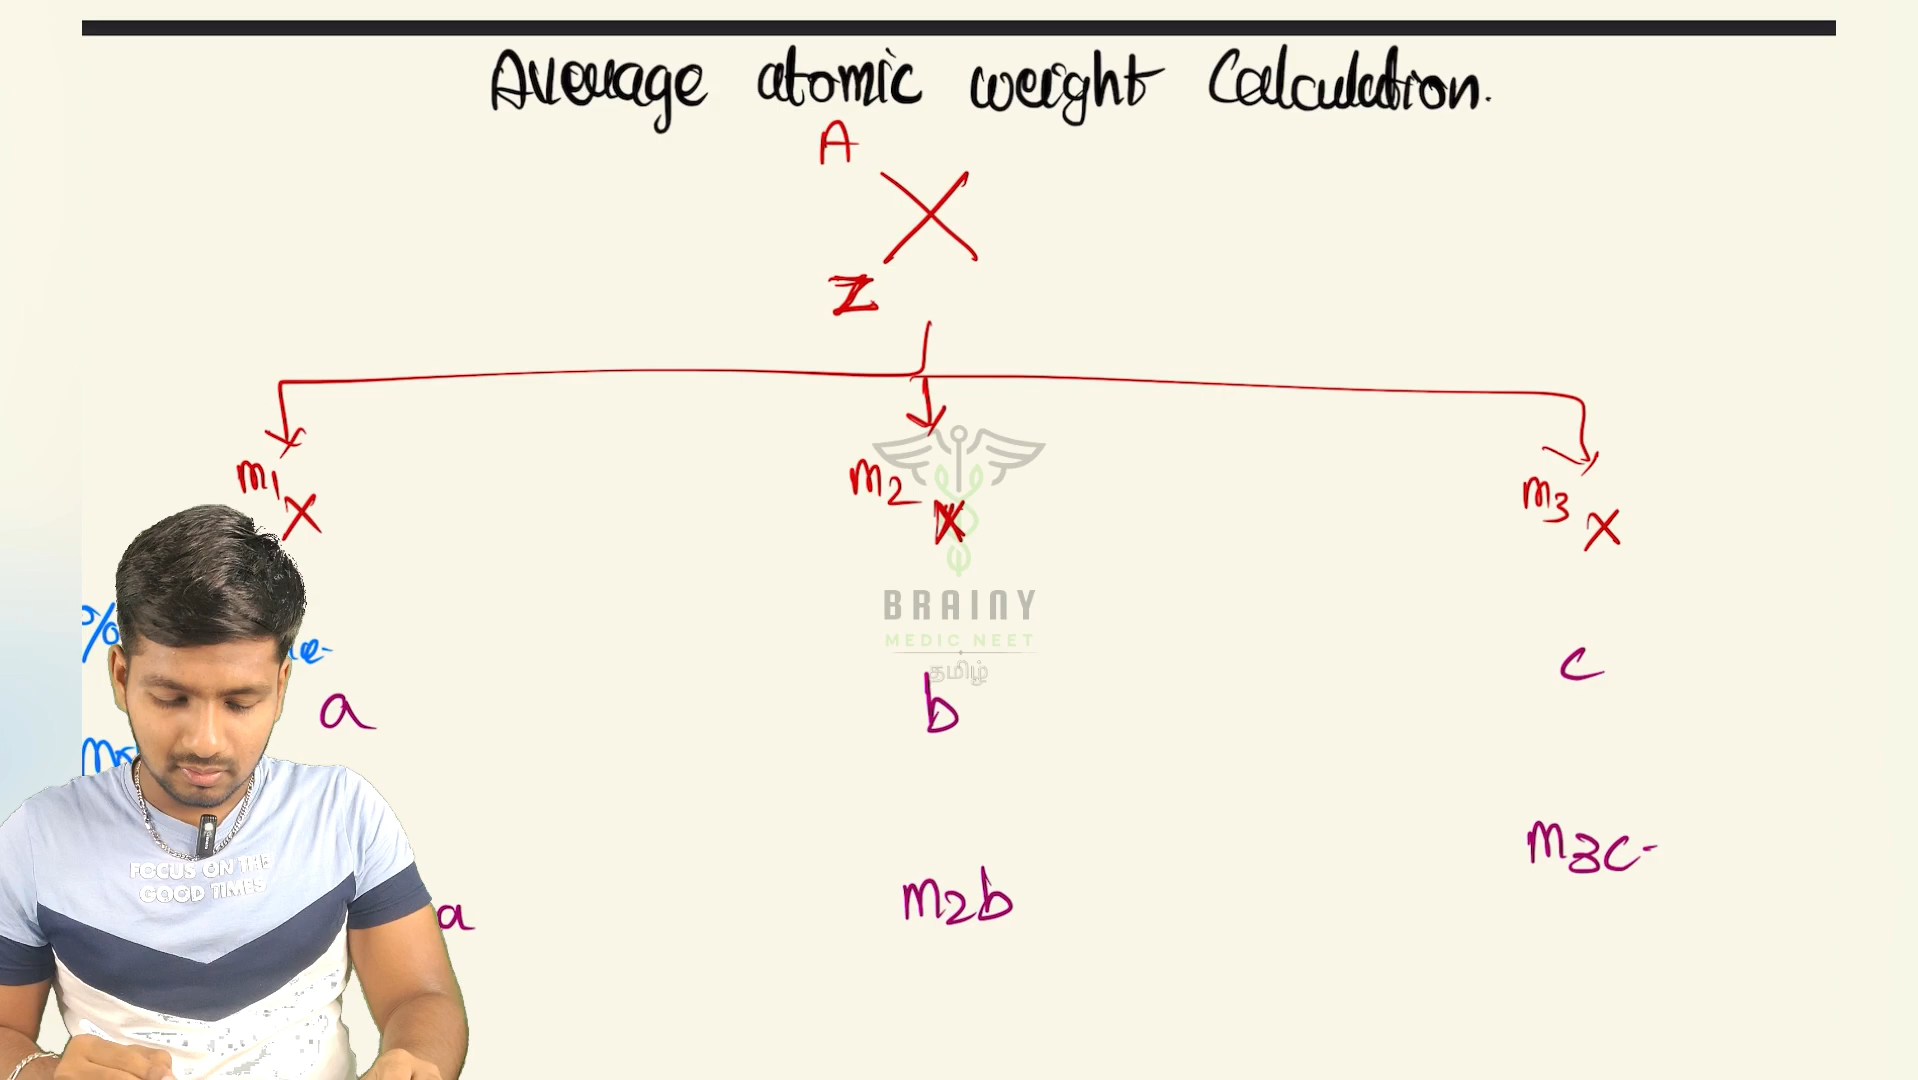 Average atomic weight Calculation.
A
X
Z
m1 X
m2 X
m3 X
BRAINY
MEDIC NEET
தமிழ்
%
a
b
c
FOCUS ON THE
GOOD TIMES
a
m2b
m3c